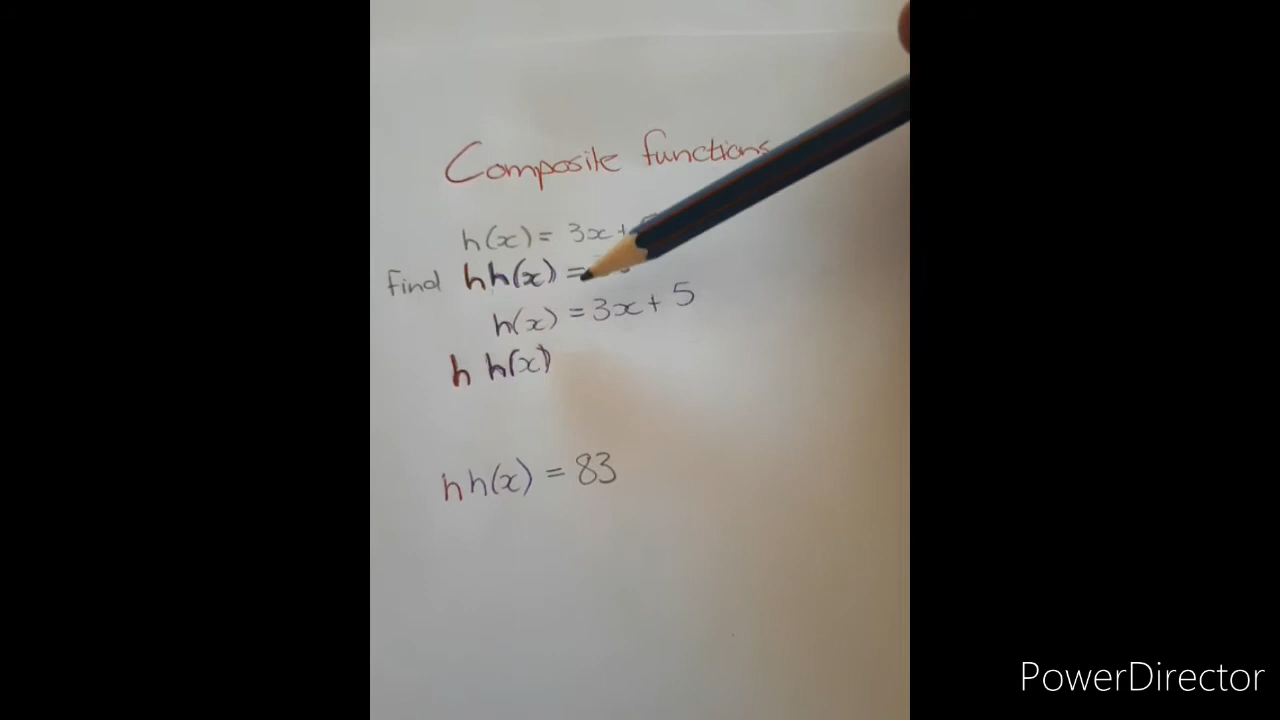 Composite functions
h(x) = 3x+
Find hh(x) =
h(x) = 3x + 5
h h(x)
hh(x) = 83
PowerDirector